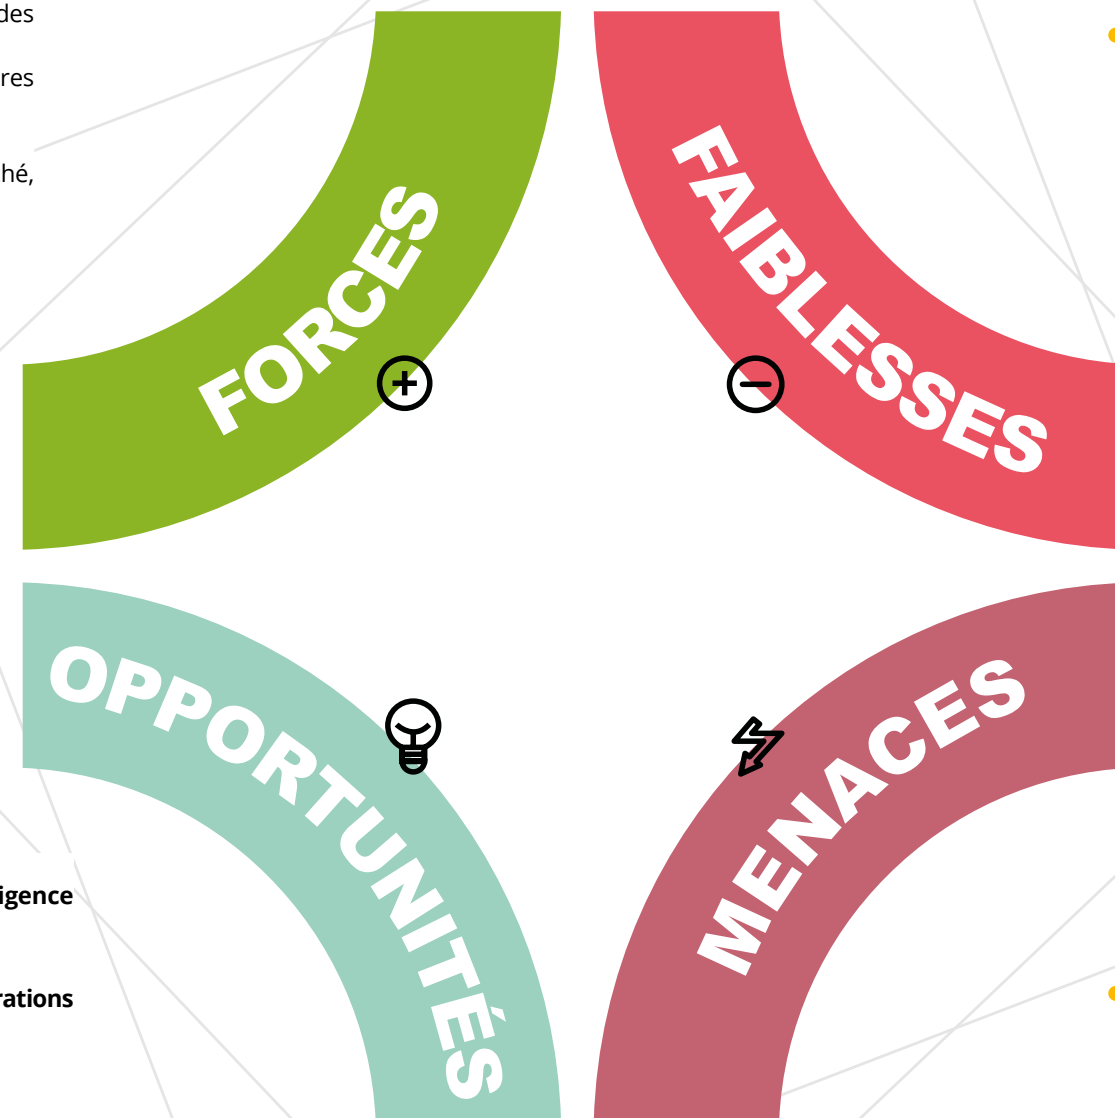 des
res
hé,
FORCES
FAIBLESSES
OPPORTUNITÉS
MENACES
igence
rations